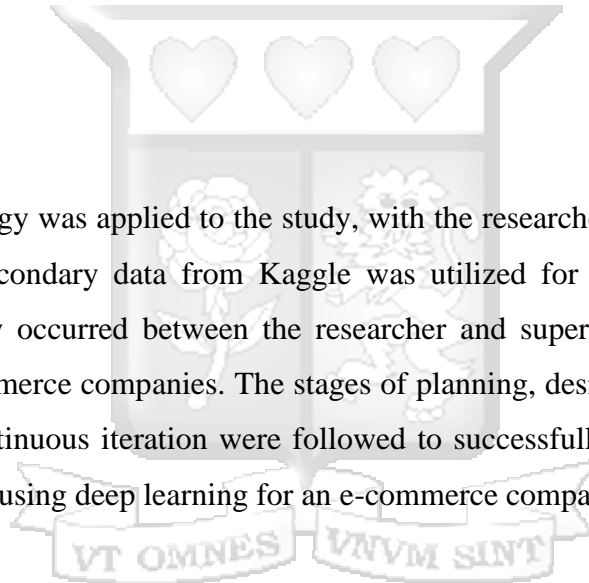 gy was applied to the study, with the researche
condary data from Kaggle was utilized for
occurred between the researcher and super
merce companies. The stages of planning, desi
tinuous iteration were followed to successfull
using deep learning for an e-commerce compa
VT OMNES VNVM SINT